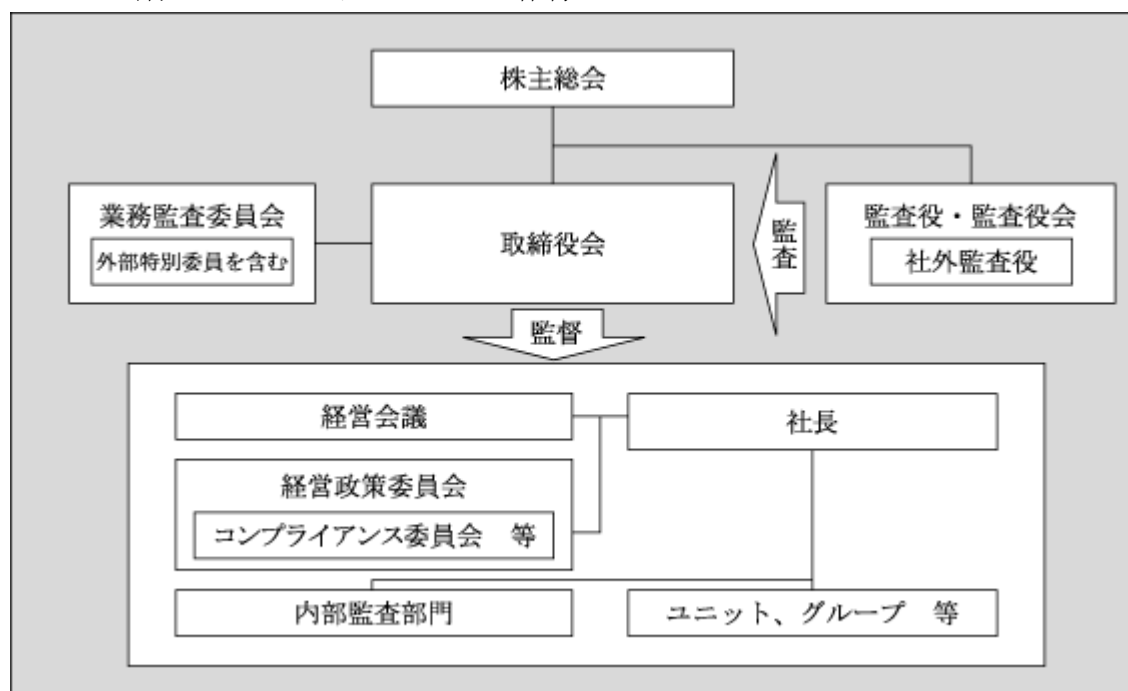 株主総会
業務監査委員会
外部特別委員を含む
取締役会
監査
監査役・監査役会
社外監査役
監督
経営会議
社長
経営政策委員会
コンプライアンス委員会　等
内部監査部門
ユニット、グループ　等